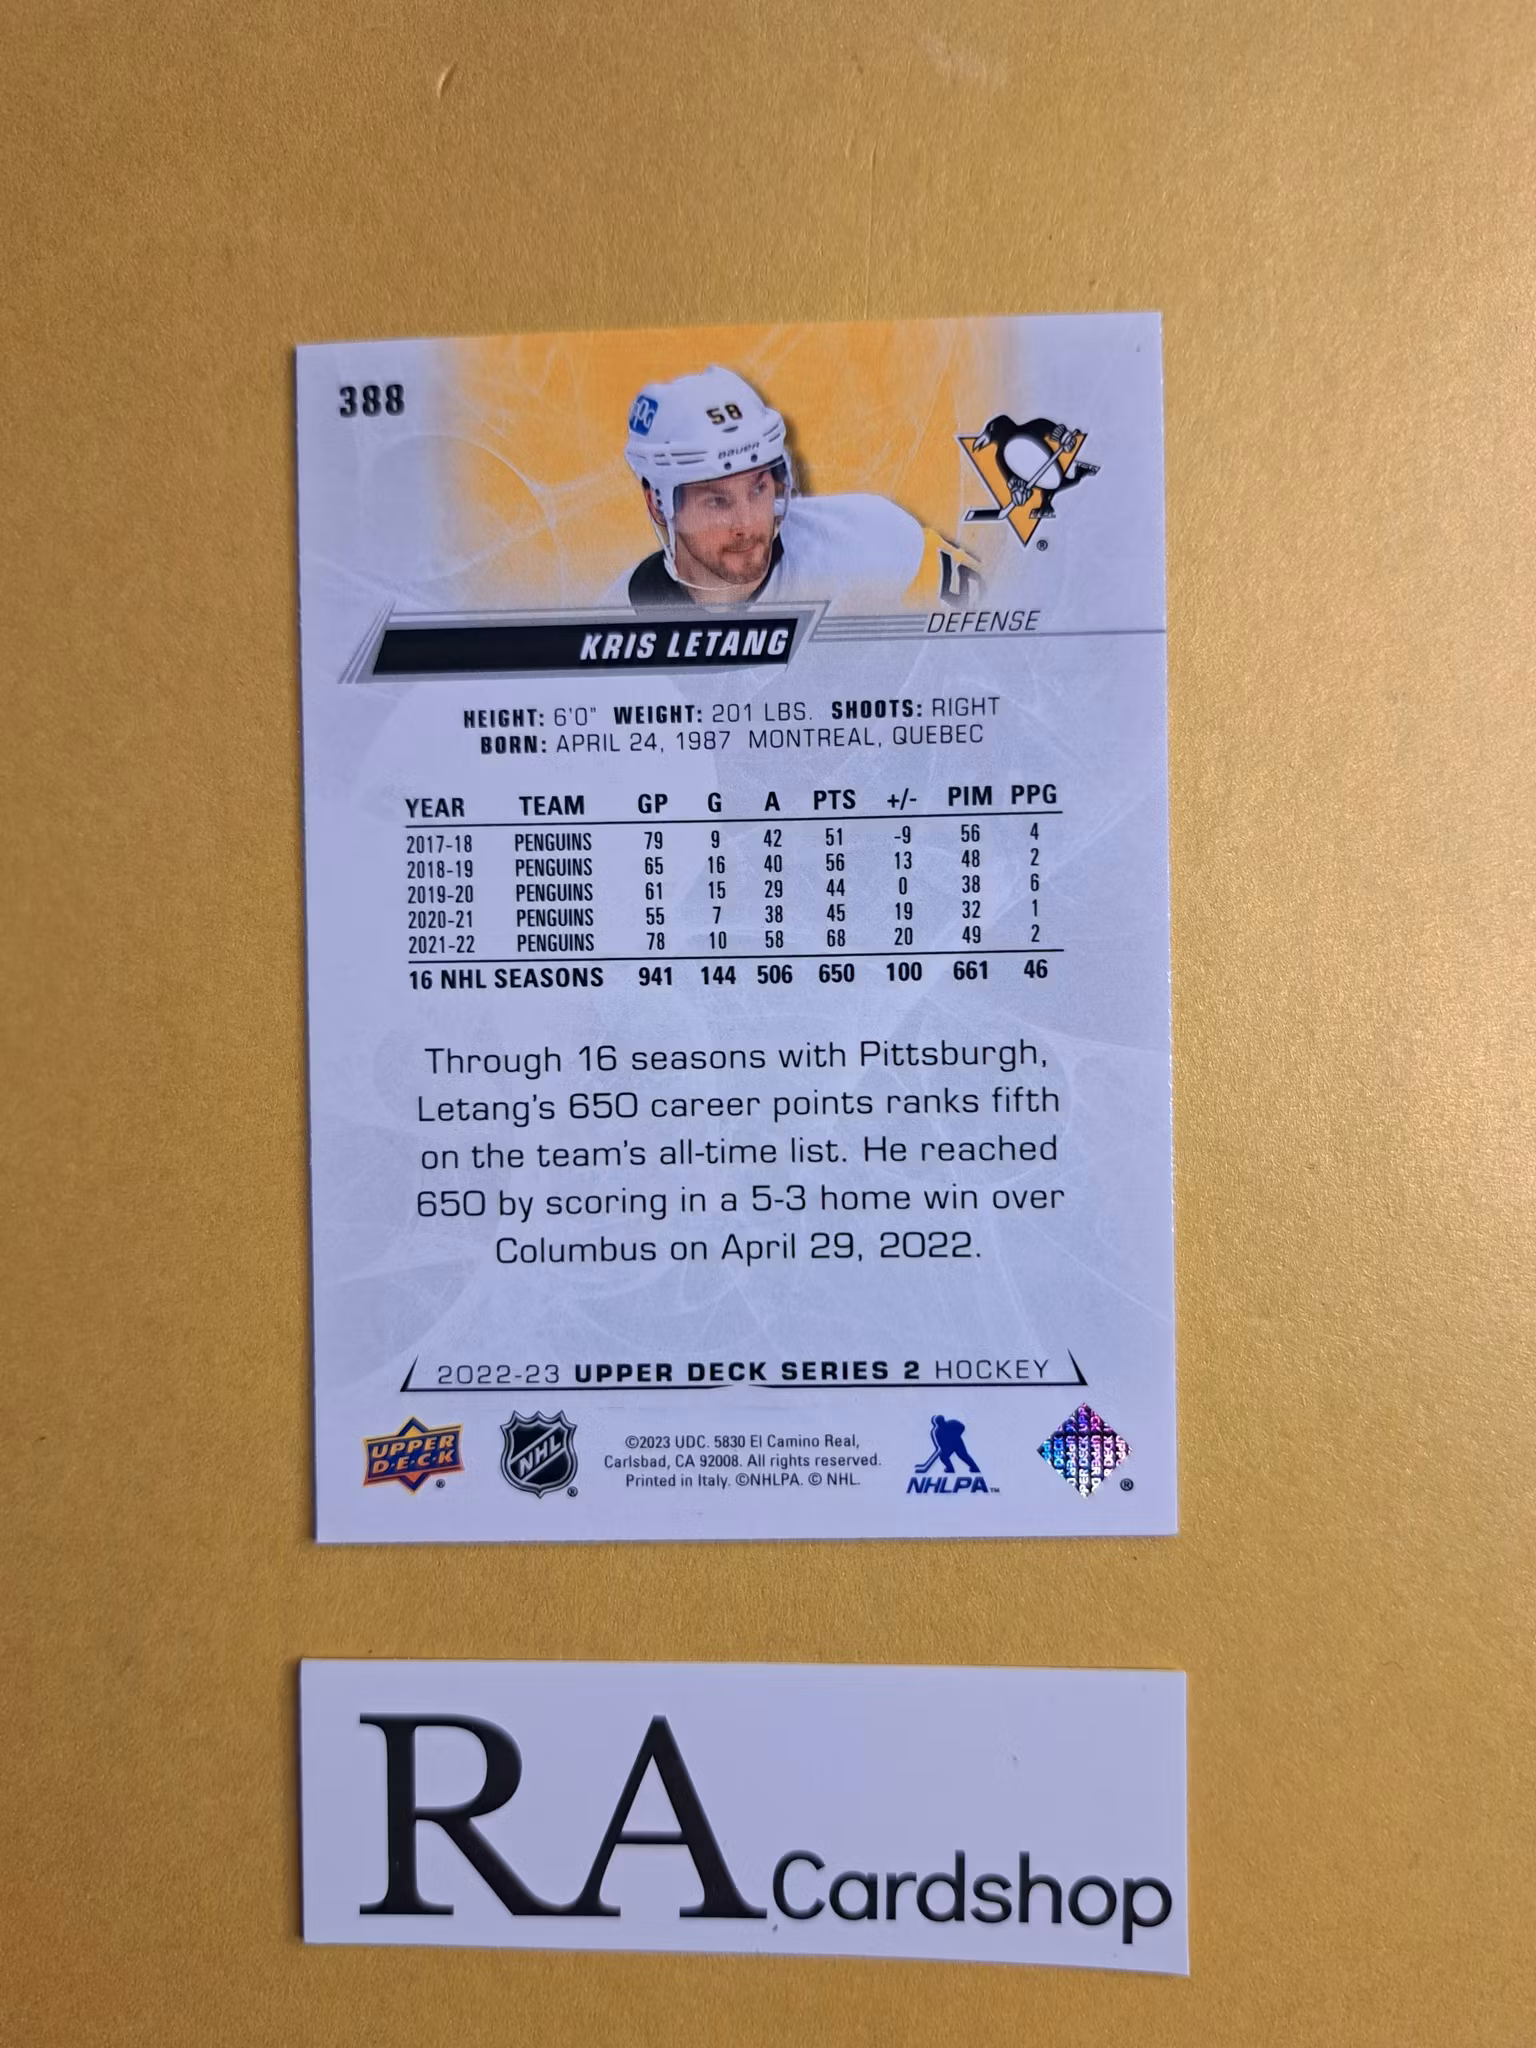 388
PPG
58
BAUER
5
DEFENSE
KRIS LETANG
HEIGHT: 6'0" WEIGHT: 201 LBS. SHOOTS: RIGHT
BORN: APRIL 24, 1987 MONTREAL, QUEBEC
YEAR TEAM GP G A PTS +/- PIM PPG
2017-18 PENGUINS 79 9 42 51 -9 56 4
2018-19 PENGUINS 65 16 40 56 13 48 2
2019-20 PENGUINS 61 15 29 44 0 38 6
2020-21 PENGUINS 55 7 38 45 19 32 1
2021-22 PENGUINS 78 10 58 68 20 49 2
16 NHL SEASONS 941 144 506 650 100 661 46
Through 16 seasons with Pittsburgh,
Letang's 650 career points ranks fifth
on the team's all-time list. He reached
650 by scoring in a 5-3 home win over
Columbus on April 29, 2022.
2022-23 UPPER DECK SERIES 2 HOCKEY
UPPER
D·E·C·K ®
NHL ®
©2023 UDC. 5830 El Camino Real,
Carlsbad, CA 92008. All rights reserved.
Printed in Italy. ©NHLPA. © NHL.
NHLPA™
®
RA Cardshop